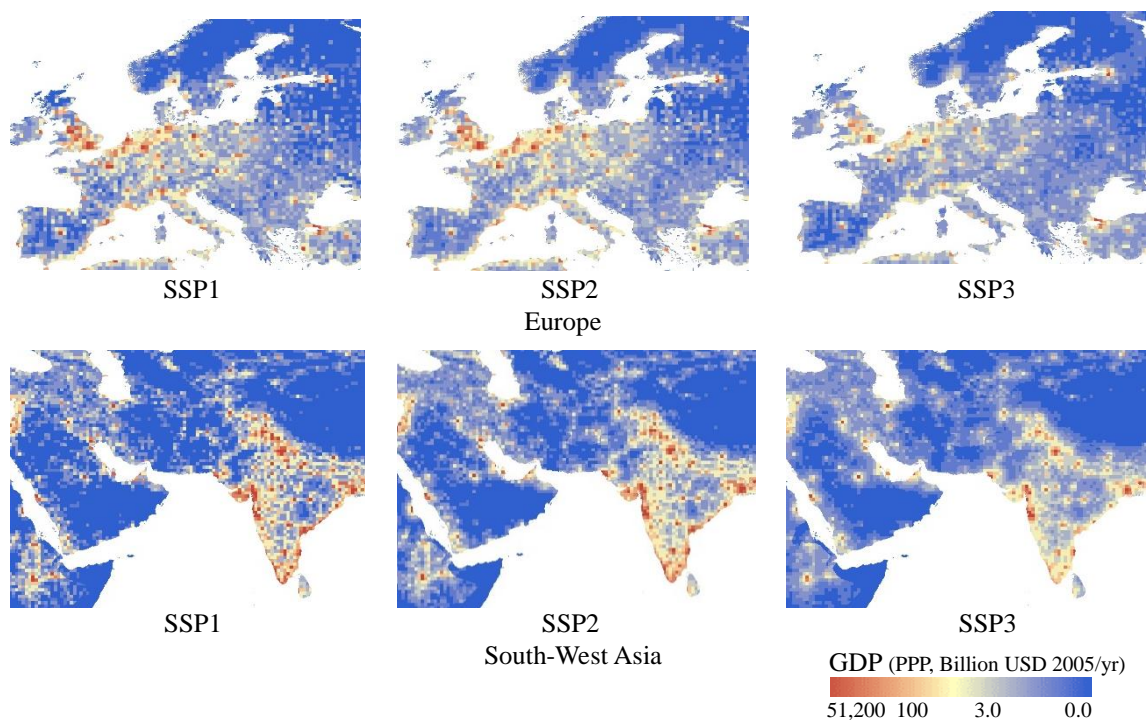 SSP1 SSP2 SSP3
Europe
SSP1 SSP2 SSP3
South-West Asia
GDP (PPP, Billion USD 2005/yr)
51,200 100 3.0 0.0